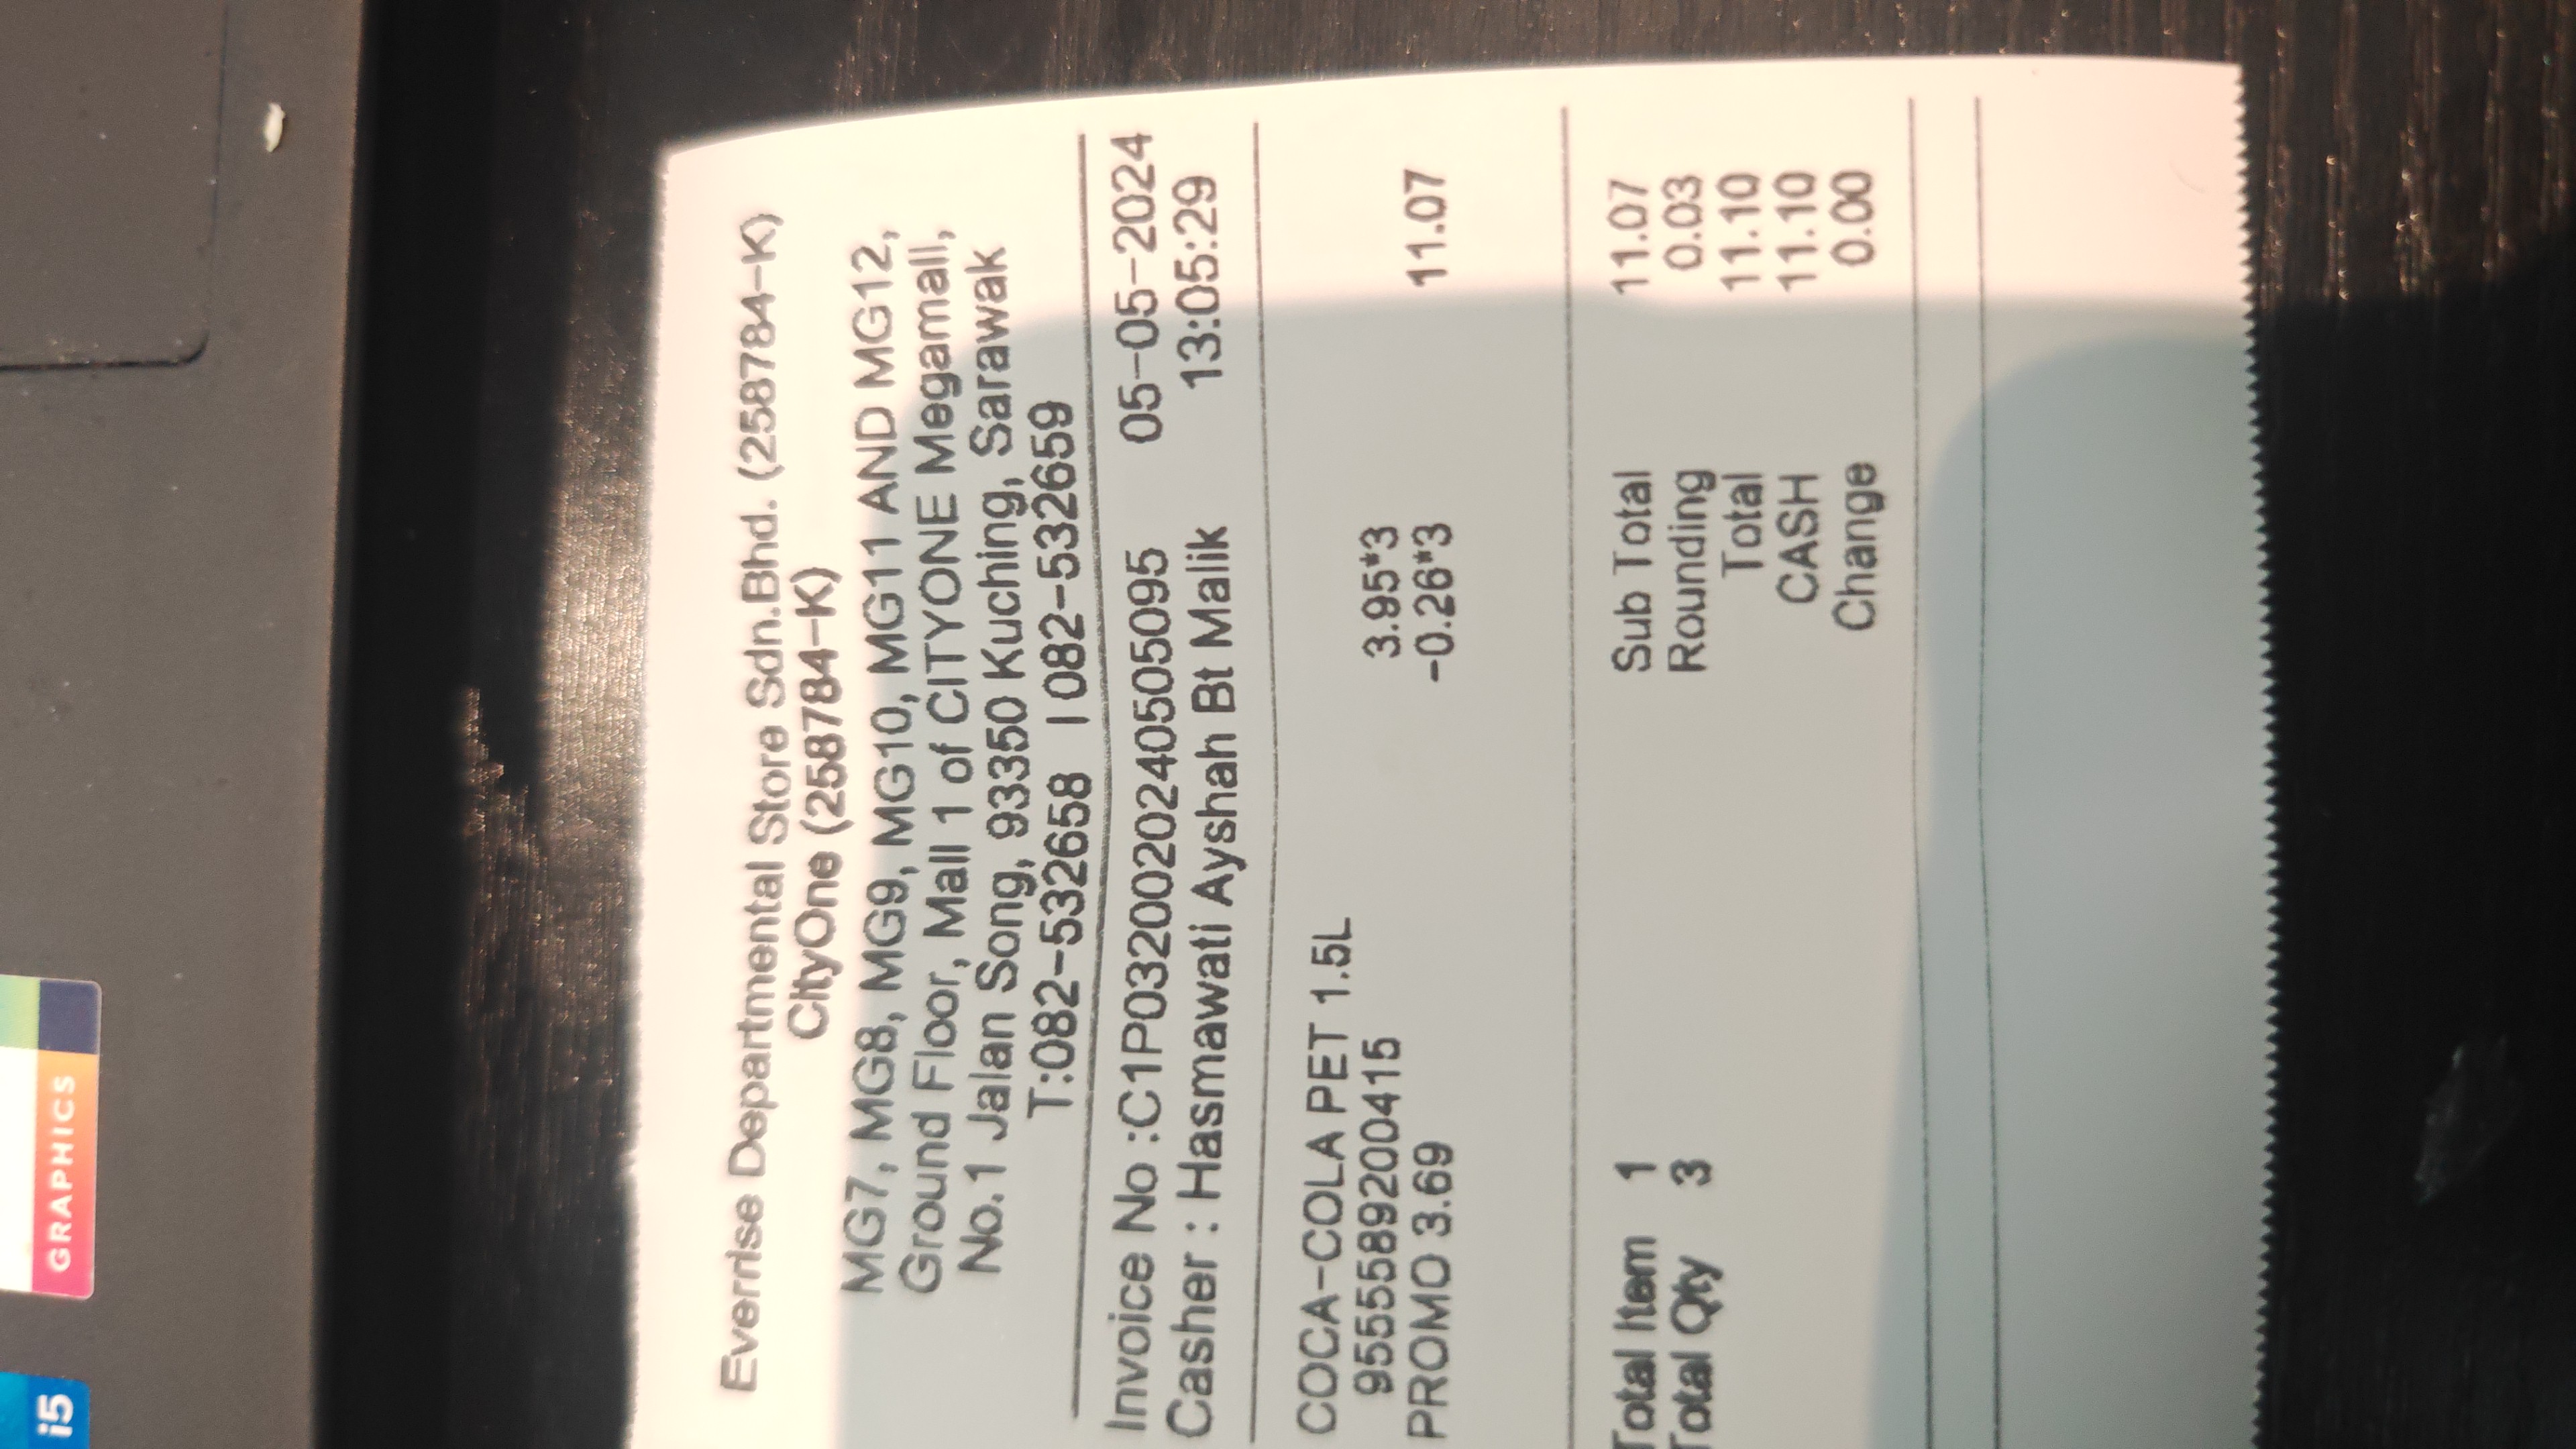 i5
GRAPHICS
Everrise Departmental Store Sdn.Bhd. (258784-K)
CityOne (258784-K)
MG7, MG8, MG9, MG10, MG11 AND MG12,
Ground Floor, Mall 1 of CITYONE Megamall,
No.1 Jalan Song, 93350 Kuching, Sarawak
T:082-532658 | 082-532659
Invoice No :C1P0320020240505095 05-05-2024
Casher : Hasmawati Ayshah Bt Malik 13:05:29
COCA-COLA PET 1.5L
9555589200415 3.95*3
PROMO 3.69 -0.26*3 11.07
Total Item 1 Sub Total 11.07
Total Qty 3 Rounding 0.03
Total 11.10
CASH 11.10
Change 0.00